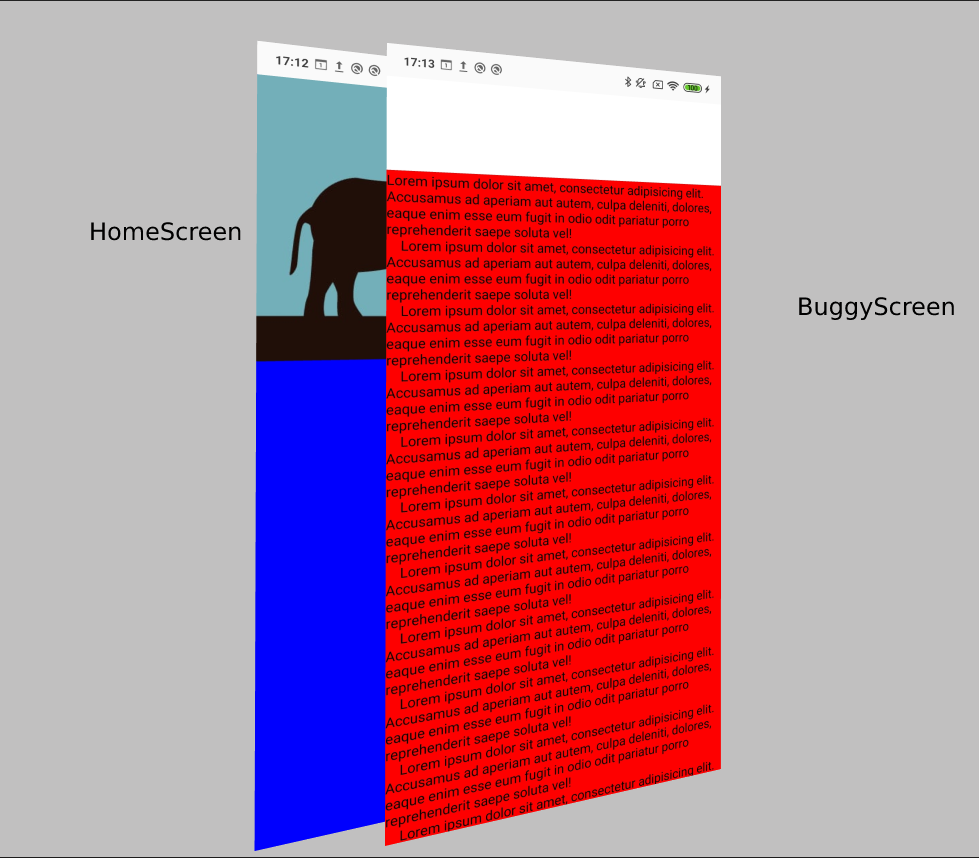 17:12
17:13
100
HomeScreen
BuggyScreen
Lorem ipsum dolor sit amet, consectetur adipisicing elit.
Accusamus ad aperiam aut autem, culpa deleniti, dolores,
eaque enim esse eum fugit in odio odit pariatur porro
reprehenderit saepe soluta vel!
Lorem ipsum dolor sit amet, consectetur adipisicing elit.
Accusamus ad aperiam aut autem, culpa deleniti, dolores,
eaque enim esse eum fugit in odio odit pariatur porro
reprehenderit saepe soluta vel!
Lorem ipsum dolor sit amet, consectetur adipisicing elit.
Accusamus ad aperiam aut autem, culpa deleniti, dolores,
eaque enim esse eum fugit in odio odit pariatur porro
reprehenderit saepe soluta vel!
Lorem ipsum dolor sit amet, consectetur adipisicing elit.
Accusamus ad aperiam aut autem, culpa deleniti, dolores,
eaque enim esse eum fugit in odio odit pariatur porro
reprehenderit saepe soluta vel!
Lorem ipsum dolor sit amet, consectetur adipisicing elit.
Accusamus ad aperiam aut autem, culpa deleniti, dolores,
eaque enim esse eum fugit in odio odit pariatur porro
reprehenderit saepe soluta vel!
Lorem ipsum dolor sit amet, consectetur adipisicing elit.
Accusamus ad aperiam aut autem, culpa deleniti, dolores,
eaque enim esse eum fugit in odio odit pariatur porro
reprehenderit saepe soluta vel!
Lorem ipsum dolor sit amet, consectetur adipisicing elit.
Accusamus ad aperiam aut autem, culpa deleniti, dolores,
eaque enim esse eum fugit in odio odit pariatur porro
reprehenderit saepe soluta vel!
Lorem ipsum dolor sit amet, consectetur adipisicing elit.
Accusamus ad aperiam aut autem, culpa deleniti, dolores,
eaque enim esse eum fugit in odio odit pariatur porro
reprehenderit saepe soluta vel!
Lorem ipsum dolor sit amet, consectetur adipisicing elit.
Accusamus ad aperiam aut autem, culpa deleniti, dolores,
eaque enim esse eum fugit in odio odit pariatur porro
reprehenderit saepe soluta vel!
Lorem ipsum dolor sit amet, consectetur adipisicing elit.
Accusamus ad aperiam aut autem, culpa deleniti, dolores,
eaque enim esse eum fugit in odio odit pariatur porro
reprehenderit saepe soluta vel!
Lorem ipsum dolor sit amet, consectetur adipisicing elit.